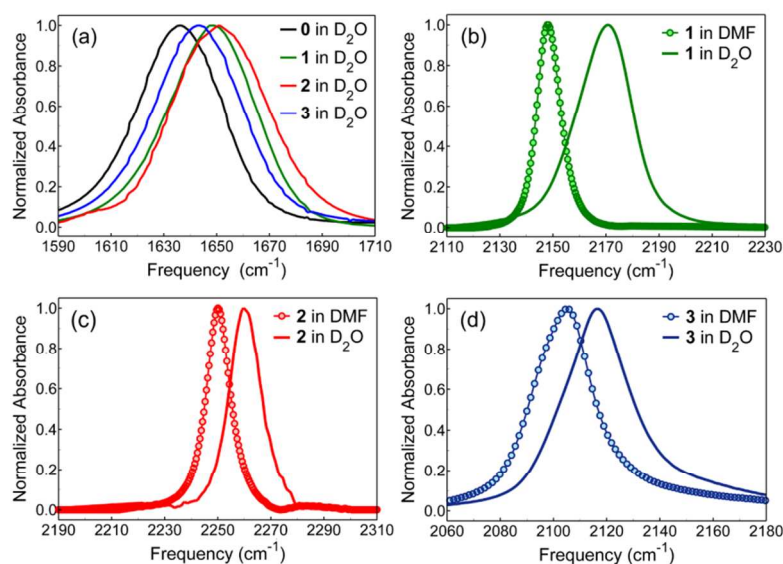 (a)
0 in D2O
1 in D2O
2 in D2O
3 in D2O
Normalized Absorbance
1.0
0.8
0.6
0.4
0.2
0.0
1590 1610 1630 1650 1670 1690 1710
Frequency (cm-1)
(b)
1 in DMF
1 in D2O
Normalized Absorbance
1.0
0.8
0.6
0.4
0.2
0.0
2110 2130 2150 2170 2190 2210 2230
Frequency (cm-1)
(c)
2 in DMF
2 in D2O
Normalized Absorbance
1.0
0.8
0.6
0.4
0.2
0.0
2190 2210 2230 2250 2270 2290 2310
Frequency (cm-1)
(d)
3 in DMF
3 in D2O
Normalized Absorbance
1.0
0.8
0.6
0.4
0.2
0.0
2060 2080 2100 2120 2140 2160 2180
Frequency (cm-1)